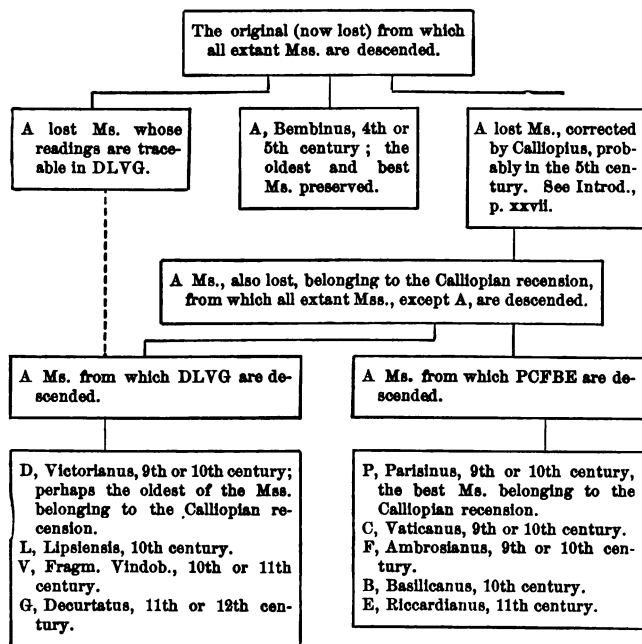 The original (now lost) from which
all extant Mss. are descended.
A lost Ms. whose
readings are trace-
able in DLVG.
A, Bembinus, 4th or
5th century; the
oldest and best
Ms. preserved.
A lost Ms., corrected
by Calliopius, prob-
ably in the 5th cen-
tury. See Introd.,
p. xxvii.
A Ms., also lost, belonging to the Calliopian recension,
from which all extant Mss., except A, are descended.
A Ms. from which DLVG are de-
scended.
A Ms. from which PCFBE are de-
scended.
D, Victorianus, 9th or 10th century;
perhaps the oldest of the Mss.
belonging to the Calliopian re-
cension.
L, Lipsiensis, 10th century.
V, Fragm. Vindob., 10th or 11th
century.
G, Decurtatus, 11th or 12th cen-
tury.
P, Parisinus, 9th or 10th century,
the best Ms. belonging to the
Calliopian recension.
C, Vaticanus, 9th or 10th century.
F, Ambrosianus, 9th or 10th cen-
tury.
B, Basilicanus, 10th century.
E, Riccardianus, 11th century.